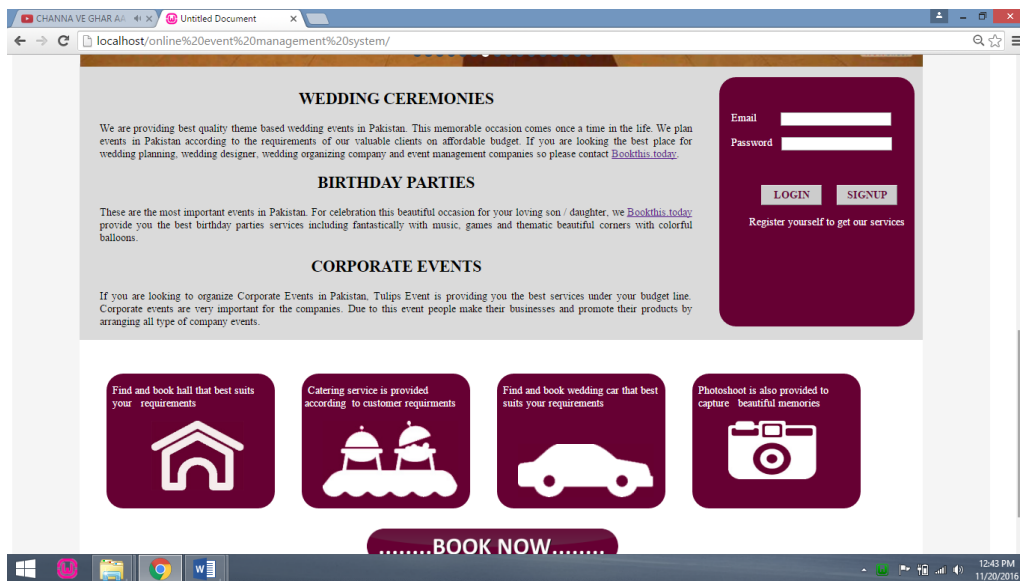 CHANNA VE GHAR AA
Untitled Document
localhost/online%20event%20management%20system/
WEDDING CEREMONIES
We are providing best quality theme based wedding events in Pakistan. This memorable occasion comes once a time in the life. We plan
events in Pakistan according to the requirements of our valuable clients on affordable budget. If you are looking the best place for
wedding planning, wedding designer, wedding organizing company and event management companies so please contact Bookthis.today.
BIRTHDAY PARTIES
These are the most important events in Pakistan. For celebration this beautiful occasion for your loving son / daughter, we Bookthis.today
provide you the best birthday parties services including fantastically with music, games and thematic beautiful corners with colorful
balloons.
CORPORATE EVENTS
If you are looking to organize Corporate Events in Pakistan, Tulips Event is providing you the best services under your budget line.
Corporate events are very important for the companies. Due to this event people make their businesses and promote their products by
arranging all type of company events.
Email
Password
LOGIN SIGNUP
Register yourself to get our services
Find and book hall that best suits
your requirements
Catering service is provided
according to customer requirments
Find and book wedding car that best
suits your requirements
Photoshoot is also provided to
capture beautiful memories
........BOOK NOW........
12:43 PM
11/20/2016